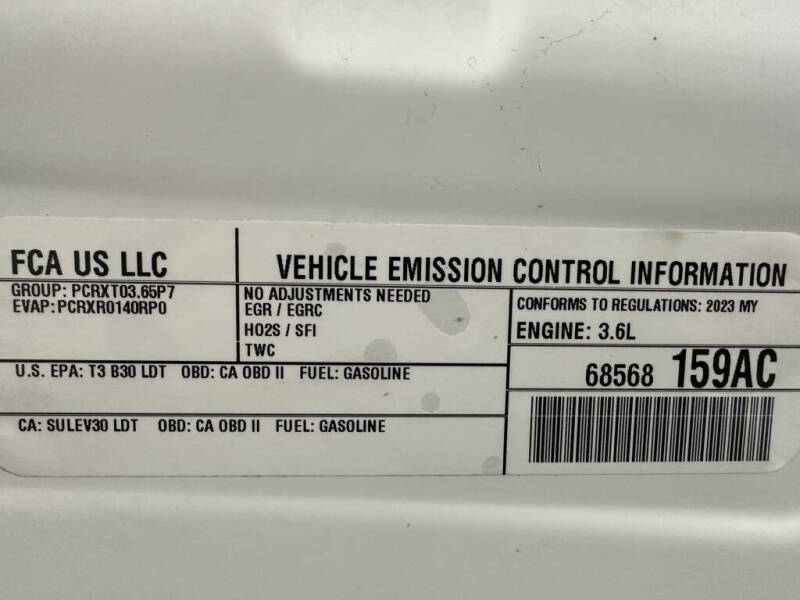 FCA US LLC
VEHICLE EMISSION CONTROL INFORMATION
GROUP: PCRXT03.65P7
EVAP:PCRXR0140RP0
NO ADJUSTMENTS NEEDED
EGR / EGRC
HO2S / SFI
TWC
CONFORMS TO REGULATIONS: 2023 MY
ENGINE: 3.6L
U.S. EPA: T3 B30 LDT OBD: CA OBD II FUEL: GASOLINE
68568 159AC
CA: SULEV30 LDT OBD: CA OBD II FUEL: GASOLINE